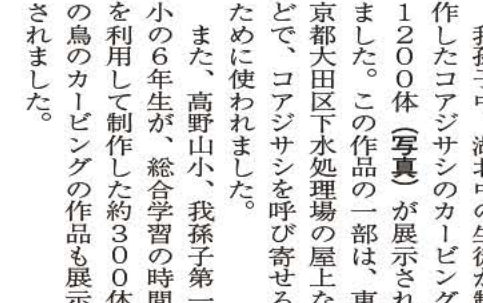 我孫子中、湖北中の生徒が制
作したコアジサシのカービング
１２００体（写真）が展示され
ました。この作品の一部は、東
京都大田区下水処理場の屋上な
どで、コアジサシを呼び寄せる
ために使われました。
また、高野山小、我孫子第一
小の６年生が、総合学習の時間
を利用して制作した約３００体
の鳥のカービングの作品も展示
されました。